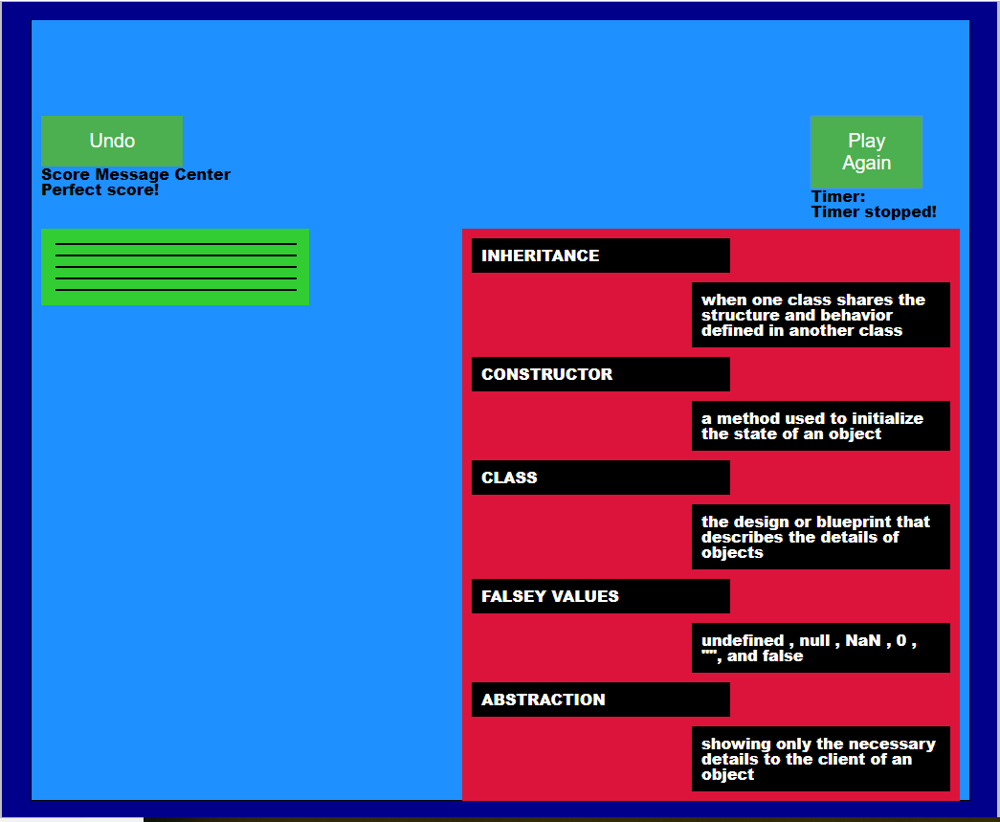 Undo
Score Message Center
Perfect score!
Play
Again
Timer:
Timer stopped!
INHERITANCE
when one class shares the
structure and behavior
defined in another class
CONSTRUCTOR
a method used to initialize
the state of an object
CLASS
the design or blueprint that
describes the details of
objects
FALSEY VALUES
undefined , null , NaN , 0 ,
"", and false
ABSTRACTION
showing only the necessary
details to the client of an
object